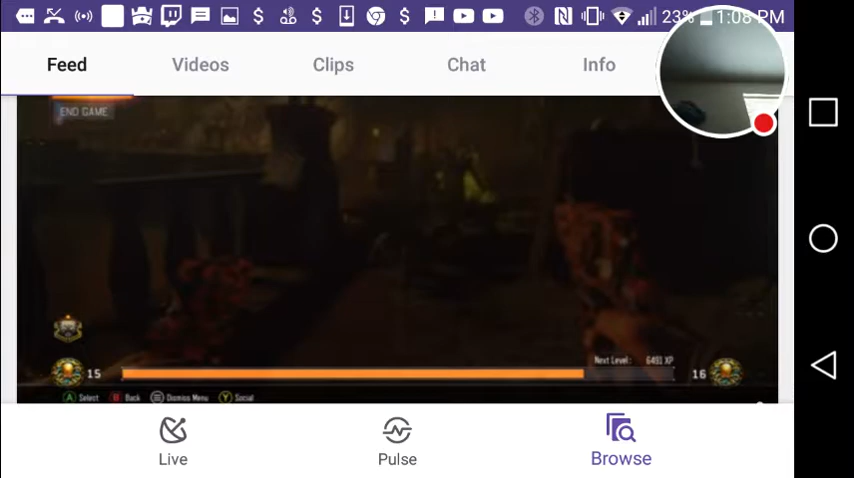 23% 1:08 PM
Feed Videos Clips Chat Info
END GAME
Next Level: 6491 XP
15 16
A Select B Back Dismiss Menu Y Social
Live Pulse Browse